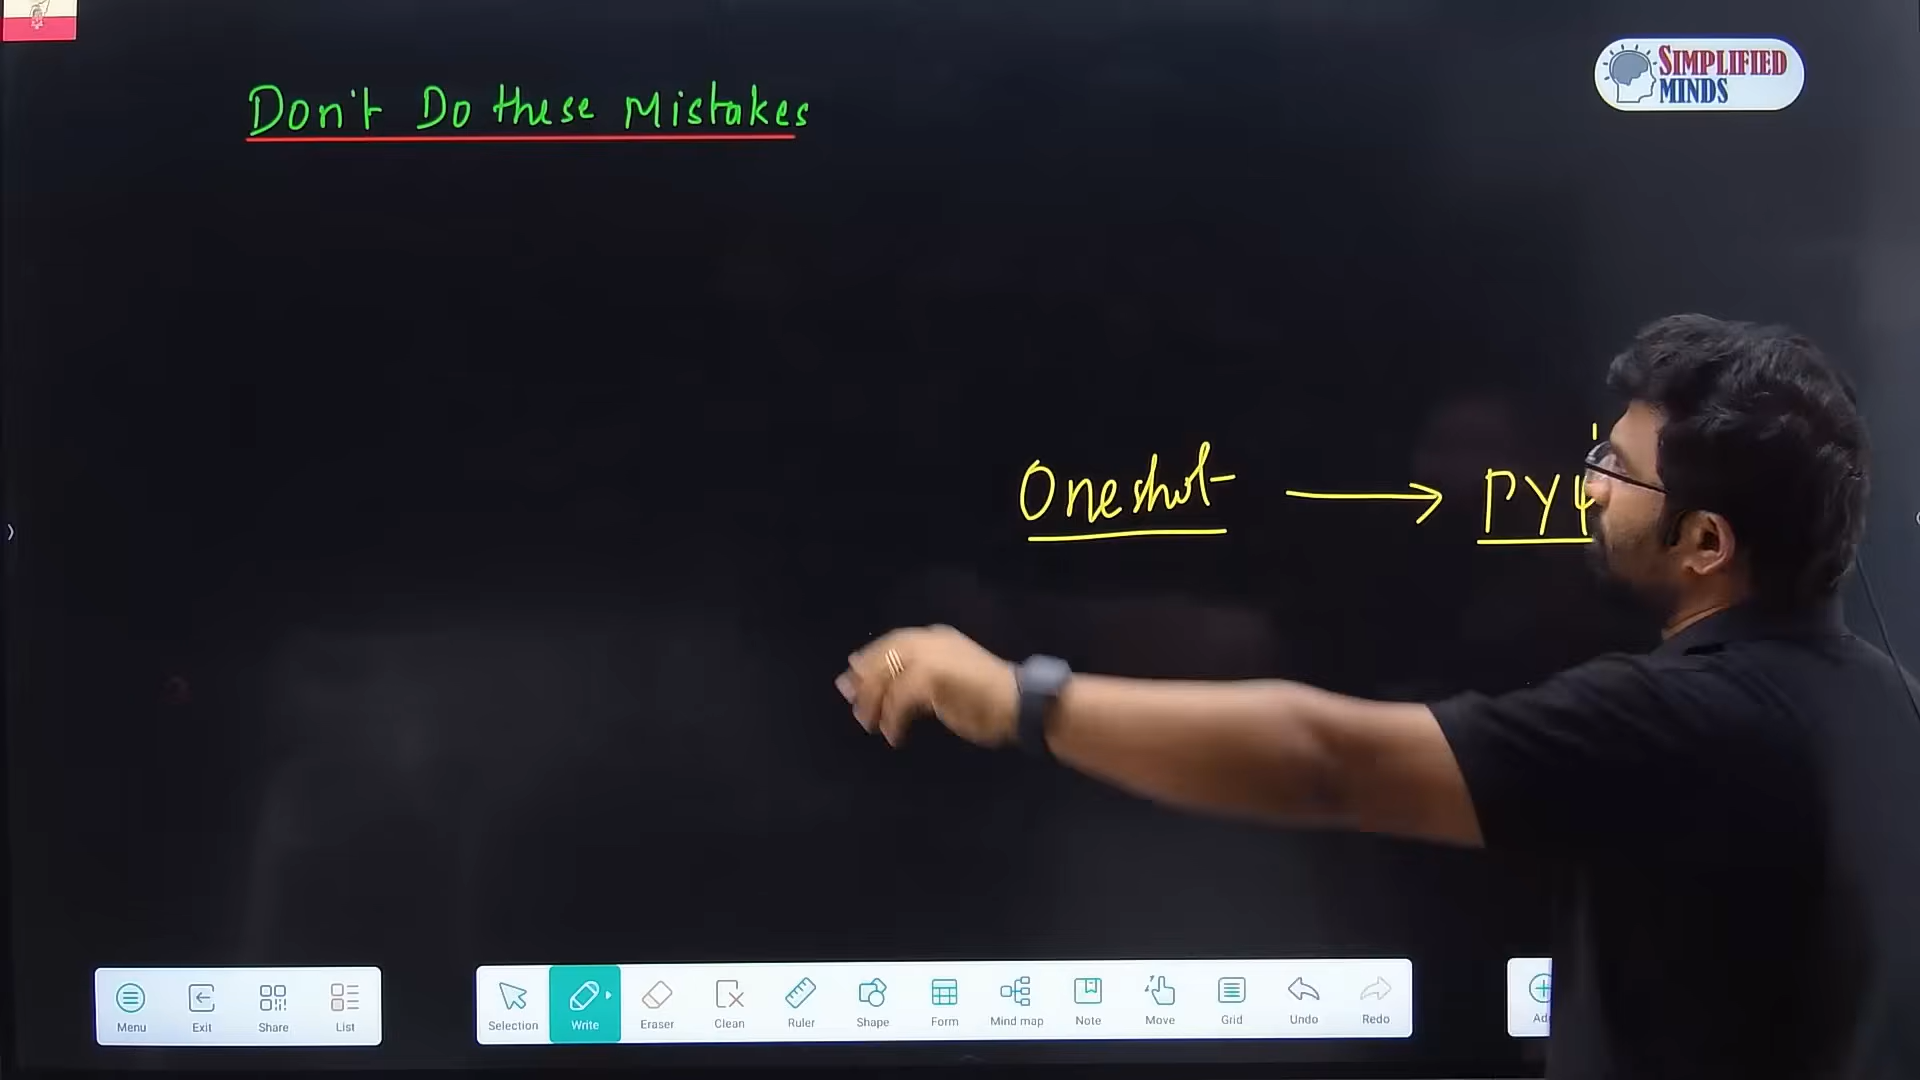 SIMPLIFIED
MINDS
Don't Do these Mistakes
Oneshot → PY
Menu Exit Share List
Selection Write Eraser Clean Ruler Shape Form Mind map Note Move Grid Undo Redo